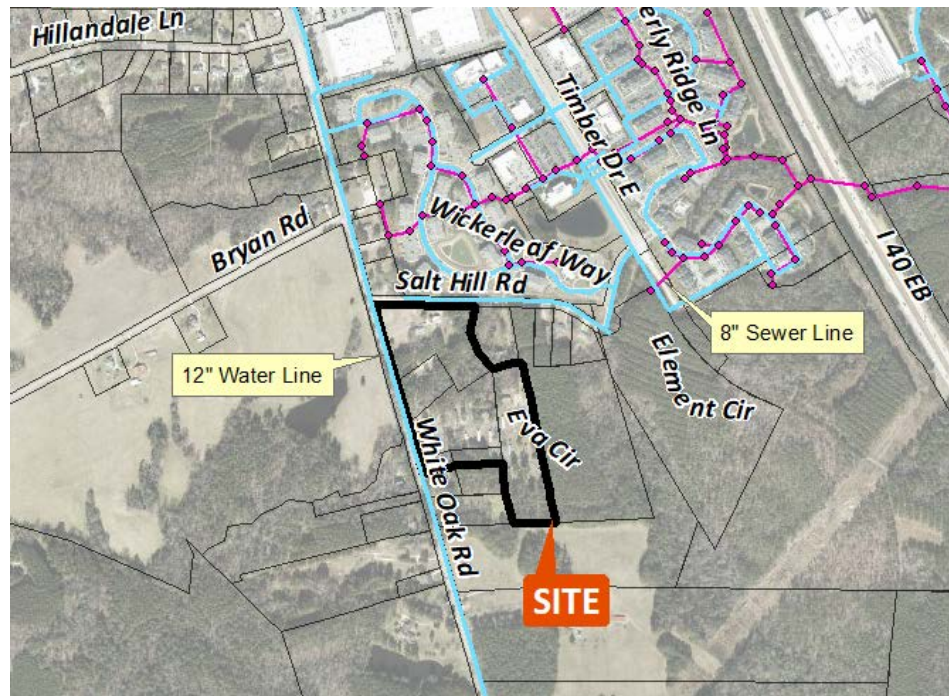 Hillandale Ln
erly Ridge Ln
Timber Dr E
Bryan Rd
Wickerleaf Way
I 40 EB
Salt Hill Rd
8" Sewer Line
12" Water Line
Element Cir
Eva Cir
White Oak Rd
SITE